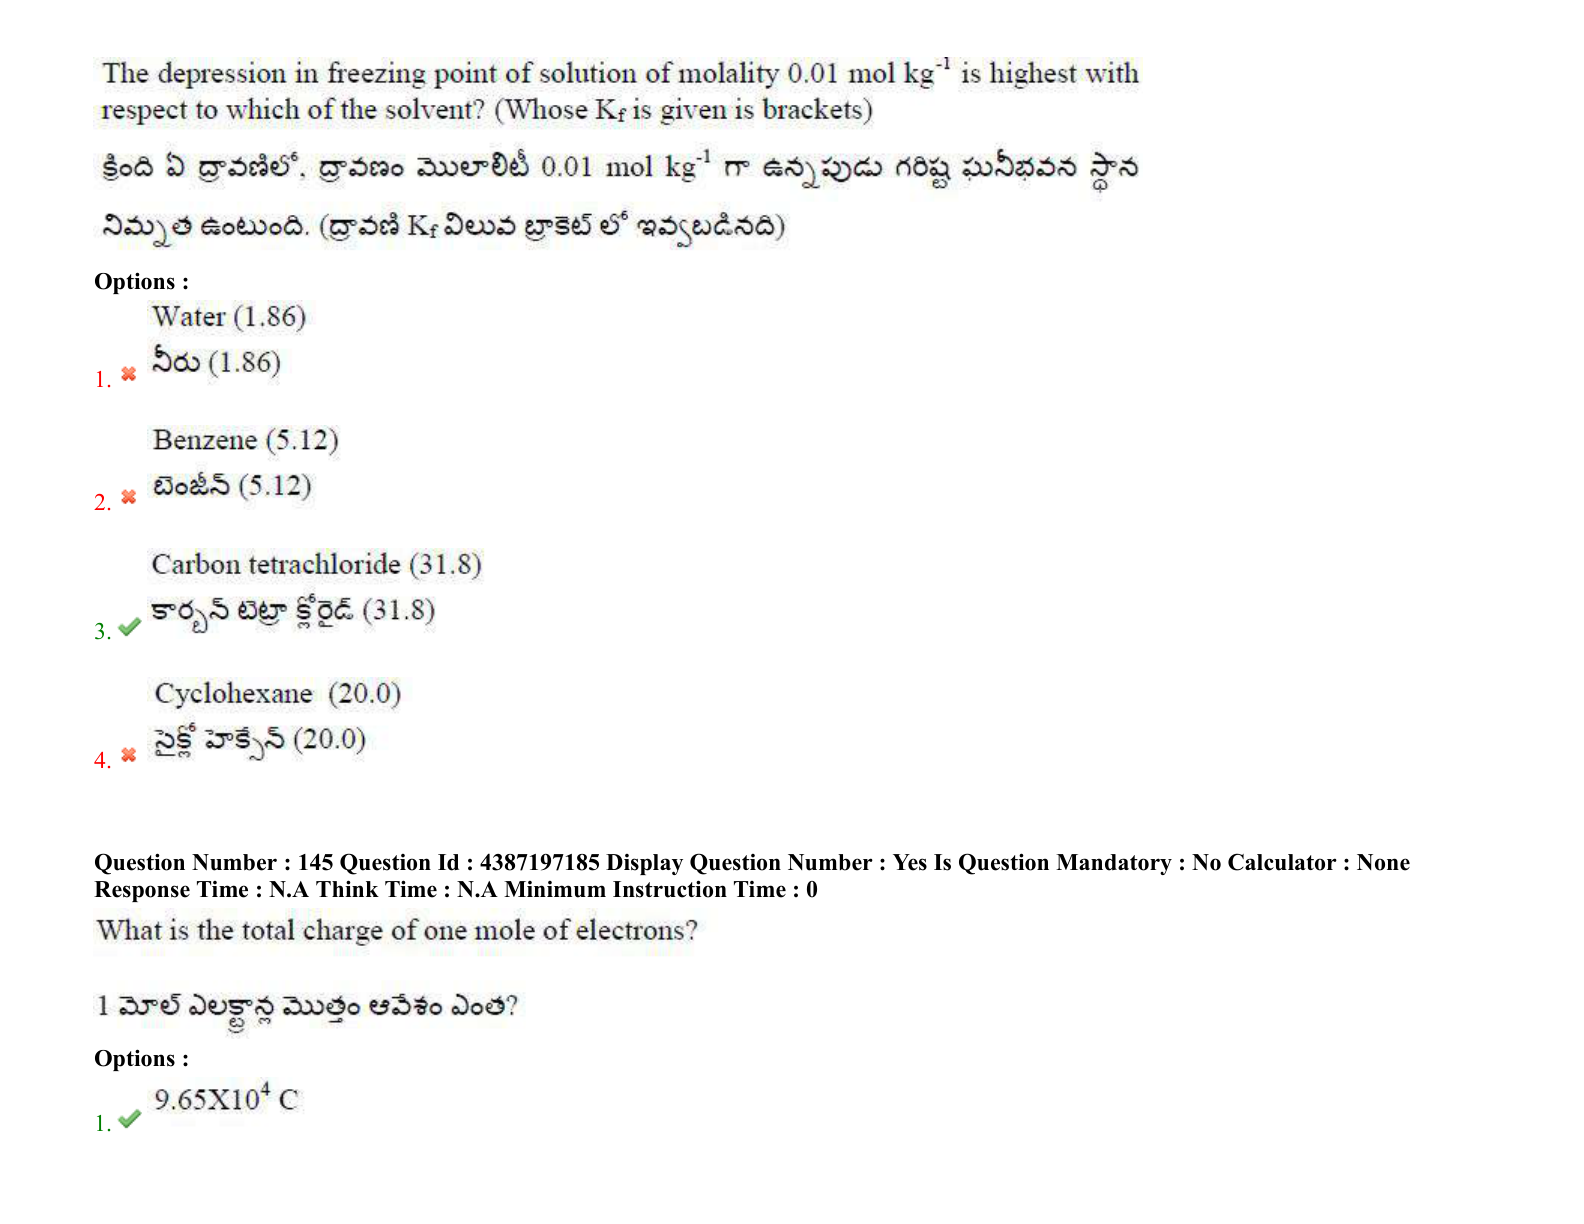 The depression in freezing point of solution of molality 0.01 mol kg⁻¹ is highest with
respect to which of the solvent? (Whose Kf is given is brackets)
క్రింది ఏ ద్రావణిలో, ద్రావణం మొలాలిటీ 0.01 mol kg⁻¹ గా ఉన్నపుడు గరిష్ట ఘనీభవన స్థాన
నిమ్నత ఉంటుంది. (ద్రావణి Kf విలువ బ్రాకెట్ లో ఇవ్వబడినది)
Options :
Water (1.86)
నీరు (1.86)
1.
Benzene (5.12)
బెంజీన్ (5.12)
2.
Carbon tetrachloride (31.8)
కార్బన్ టెట్రా క్లోరైడ్ (31.8)
3.
Cyclohexane (20.0)
సైక్లో హెక్సేన్ (20.0)
4.
Question Number : 145 Question Id : 4387197185 Display Question Number : Yes Is Question Mandatory : No Calculator : None
Response Time : N.A Think Time : N.A Minimum Instruction Time : 0
What is the total charge of one mole of electrons?
1 మోల్ ఎలక్ట్రాన్ల మొత్తం ఆవేశం ఎంత?
Options :
9.65X10⁴ C
1.